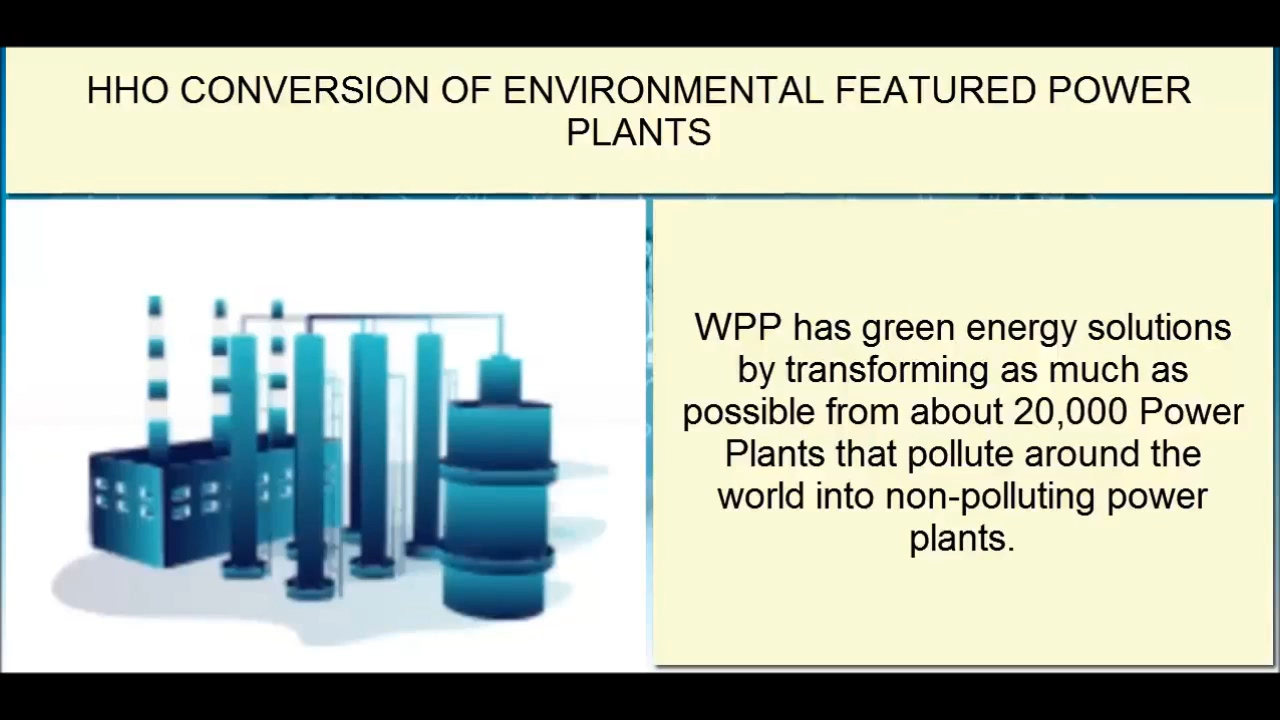 HHO CONVERSION OF ENVIRONMENTAL FEATURED POWER
PLANTS
WPP has green energy solutions
by transforming as much as
possible from about 20,000 Power
Plants that pollute around the
world into non-polluting power
plants.